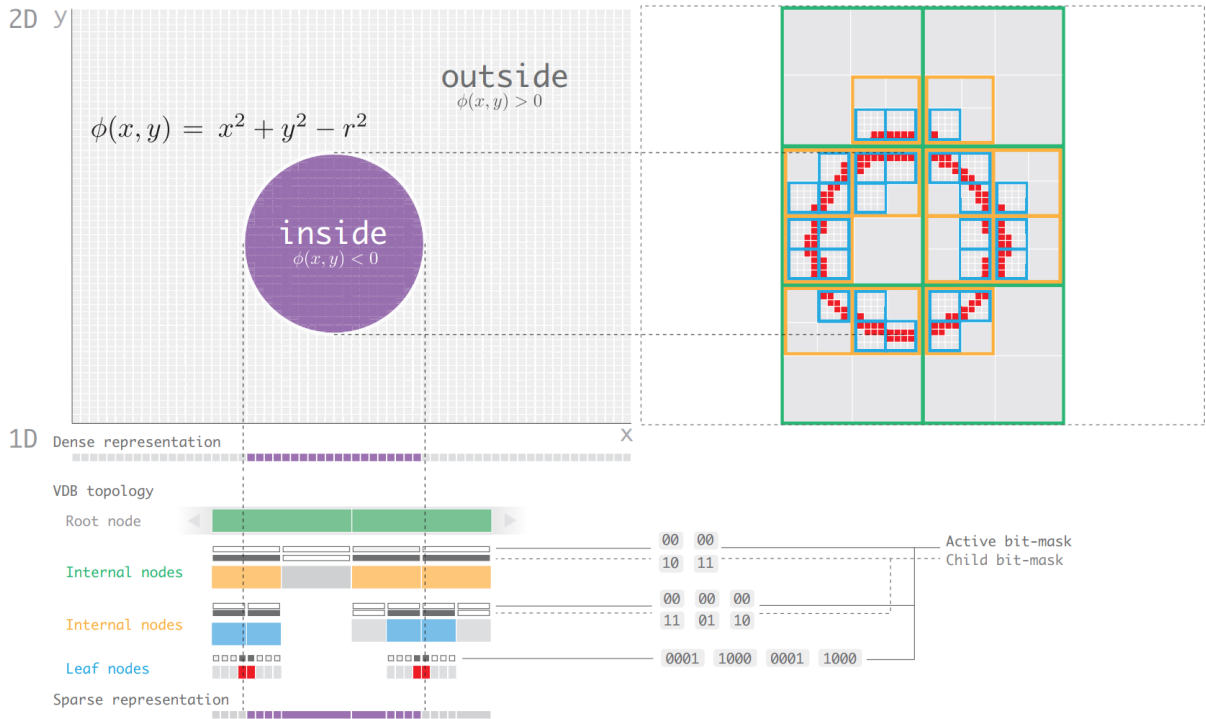 2D
y
outside
ϕ(x, y) > 0
ϕ(x, y) = x² + y² − r²
inside
ϕ(x, y) < 0
x
1D
Dense representation
VDB topology
Root node
00 00
Active bit-mask
10 11
Child bit-mask
Internal nodes
00 00 00
11 01 10
Internal nodes
Leaf nodes
0001 1000 0001 1000
Sparse representation